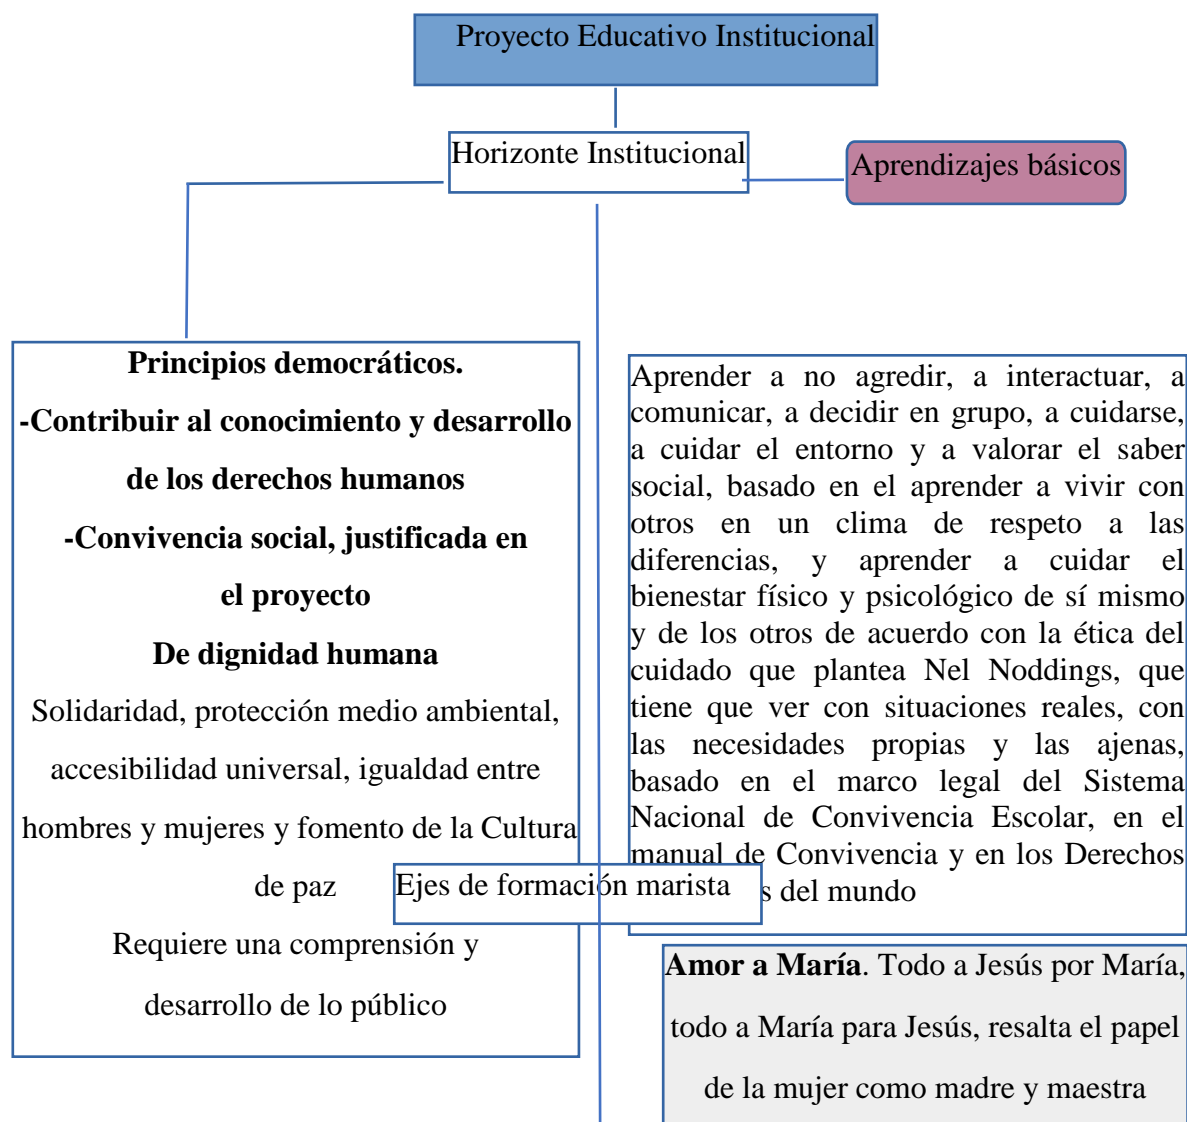 Proyecto Educativo Institucional
Horizonte Institucional
Aprendizajes básicos
Principios democráticos.
-Contribuir al conocimiento y desarrollo
de los derechos humanos
-Convivencia social, justificada en
el proyecto
De dignidad humana
Solidaridad, protección medio ambiental,
accesibilidad universal, igualdad entre
hombres y mujeres y fomento de la Cultura
de paz
Requiere una comprensión y
desarrollo de lo público
Aprender a no agredir, a interactuar, a
comunicar, a decidir en grupo, a cuidarse,
a cuidar el entorno y a valorar el saber
social, basado en el aprender a vivir con
otros en un clima de respeto a las
diferencias, y aprender a cuidar el
bienestar físico y psicológico de sí mismo
y de los otros de acuerdo con la ética del
cuidado que plantea Nel Noddings, que
tiene que ver con situaciones reales, con
las necesidades propias y las ajenas,
basado en el marco legal del Sistema
Nacional de Convivencia Escolar, en el
manual de Convivencia y en los Derechos
del mundo
Ejes de formación marista
Amor a María. Todo a Jesús por María,
todo a María para Jesús, resalta el papel
de la mujer como madre y maestra